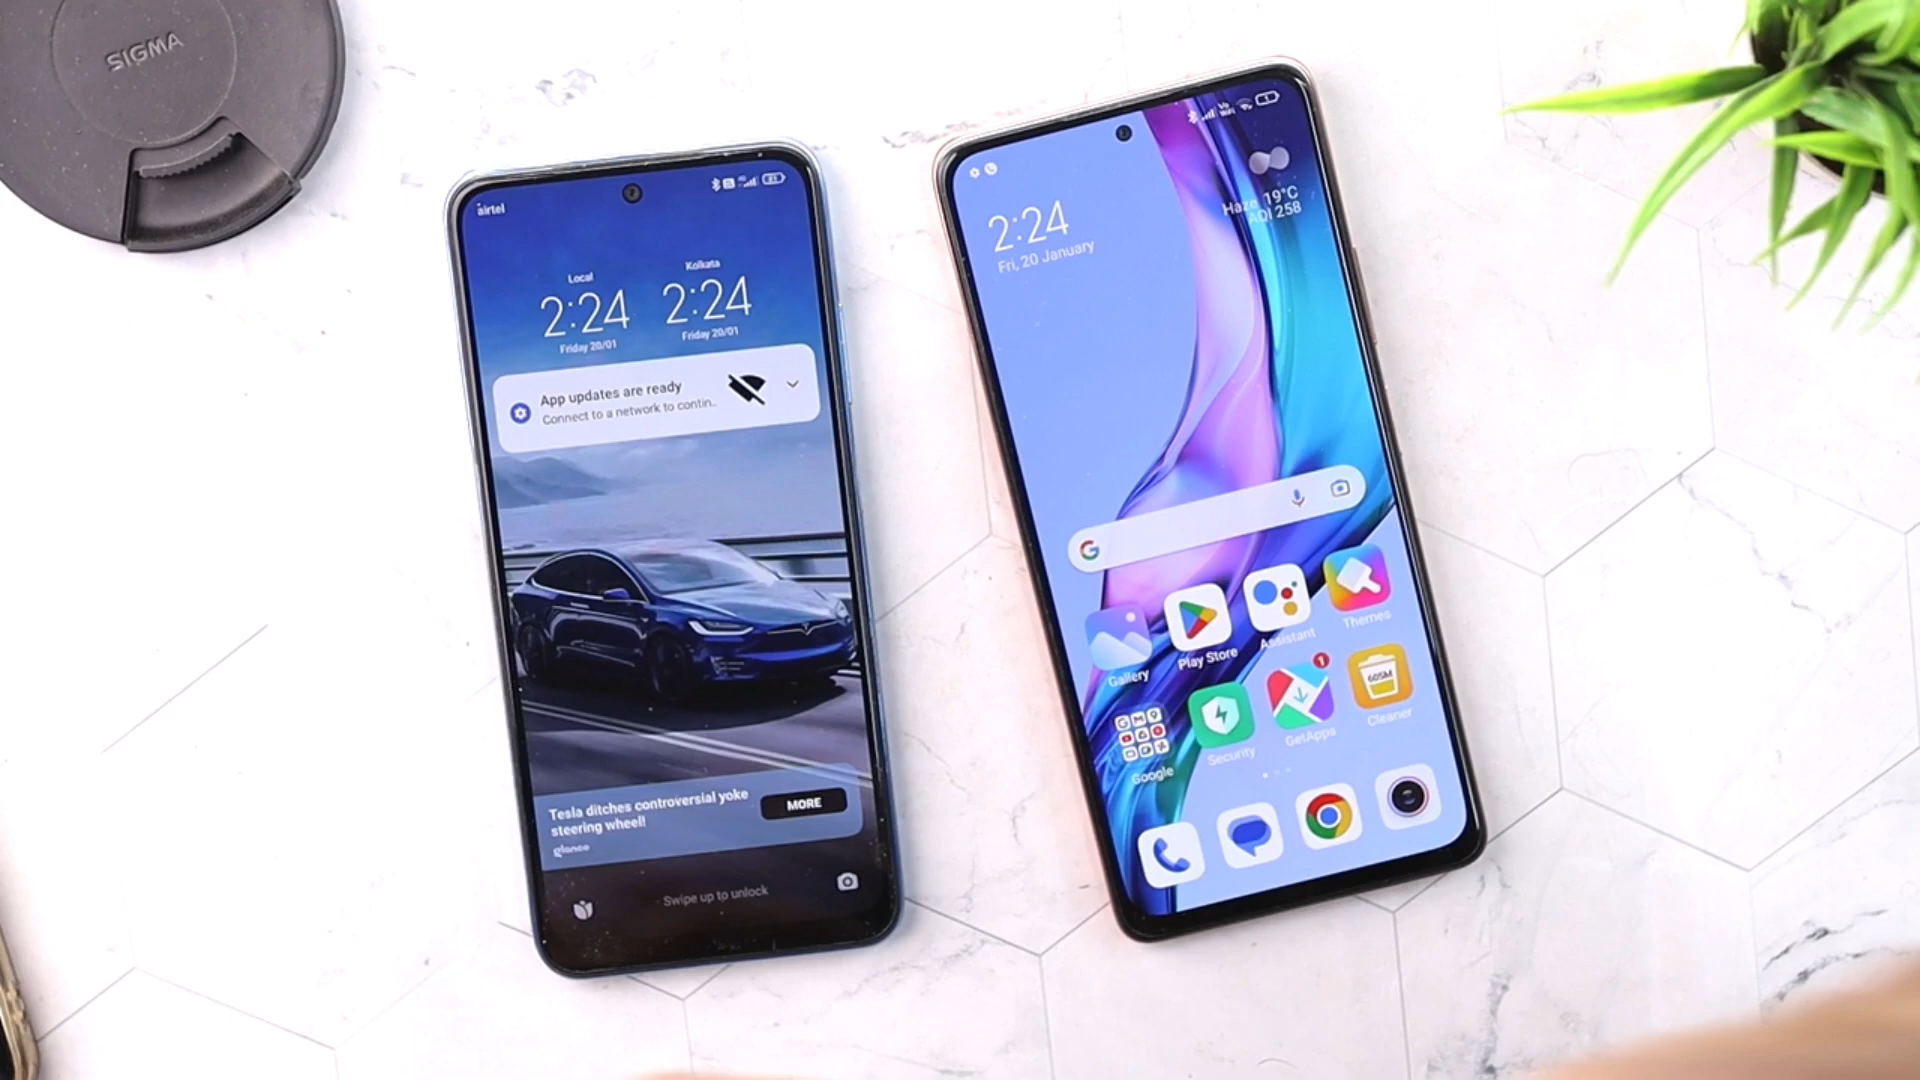 SIGMA
airtel
Local
2:24
Friday 20/01
Kolkata
2:24
Friday 20/01
App updates are ready
Connect to a network to contin..
Tesla ditches controversial yoke
steering wheel!
MORE
glance
Swipe up to unlock
2:24
Fri, 20 January
Haze 19°C
AQI 258
Gallery
Play Store
Assistant
Themes
Google
Security
1
GetApps
605M
Cleaner